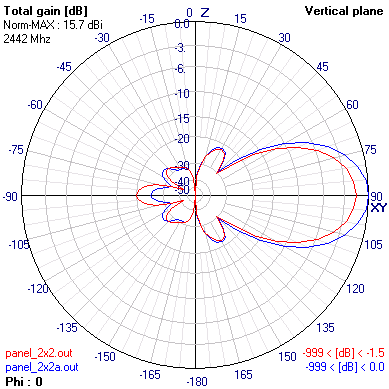 Total gain [dB]
Z
Vertical plane
Norm-MAX : 15.7 dBi
2442 Mhz
-15 0 15
-30 30
-45 45
-60 60
-75 75
-90 90
XY
-105 105
-120 120
-135 135
-150 150
-165 -180 165
0.0
-3
-6
-10
-15
-20
-30
-40
-50
panel_2x2.out
-999 < [dB] < -1.5
panel_2x2a.out
-999 < [dB] < 0.0
Phi : 0